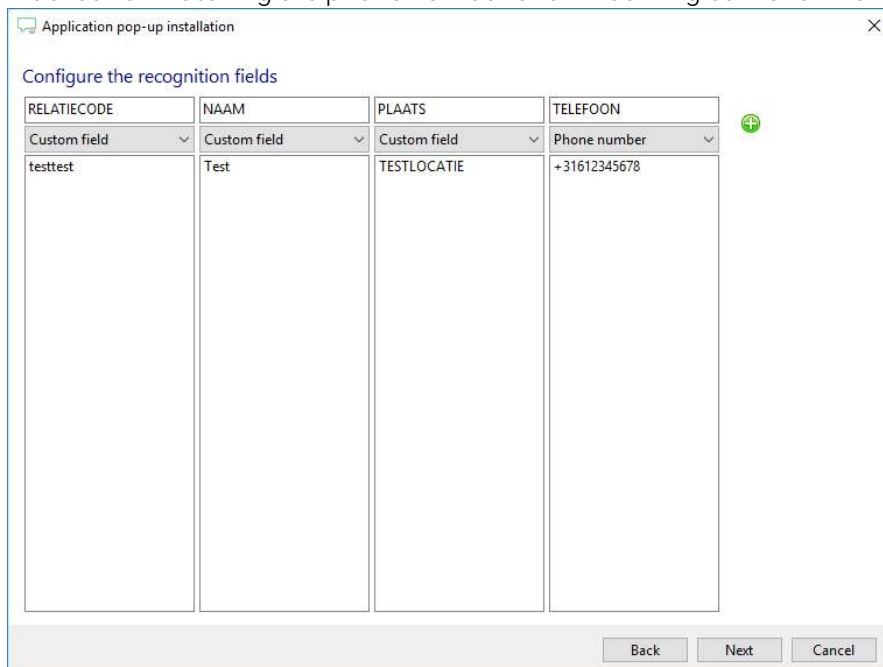 Application pop-up installation
Configure the recognition fields
RELATIECODE NAAM PLAATS TELEFOON
Custom field Custom field Custom field Phone number
testtest Test TESTLOCATIE +31612345678
Back Next Cancel